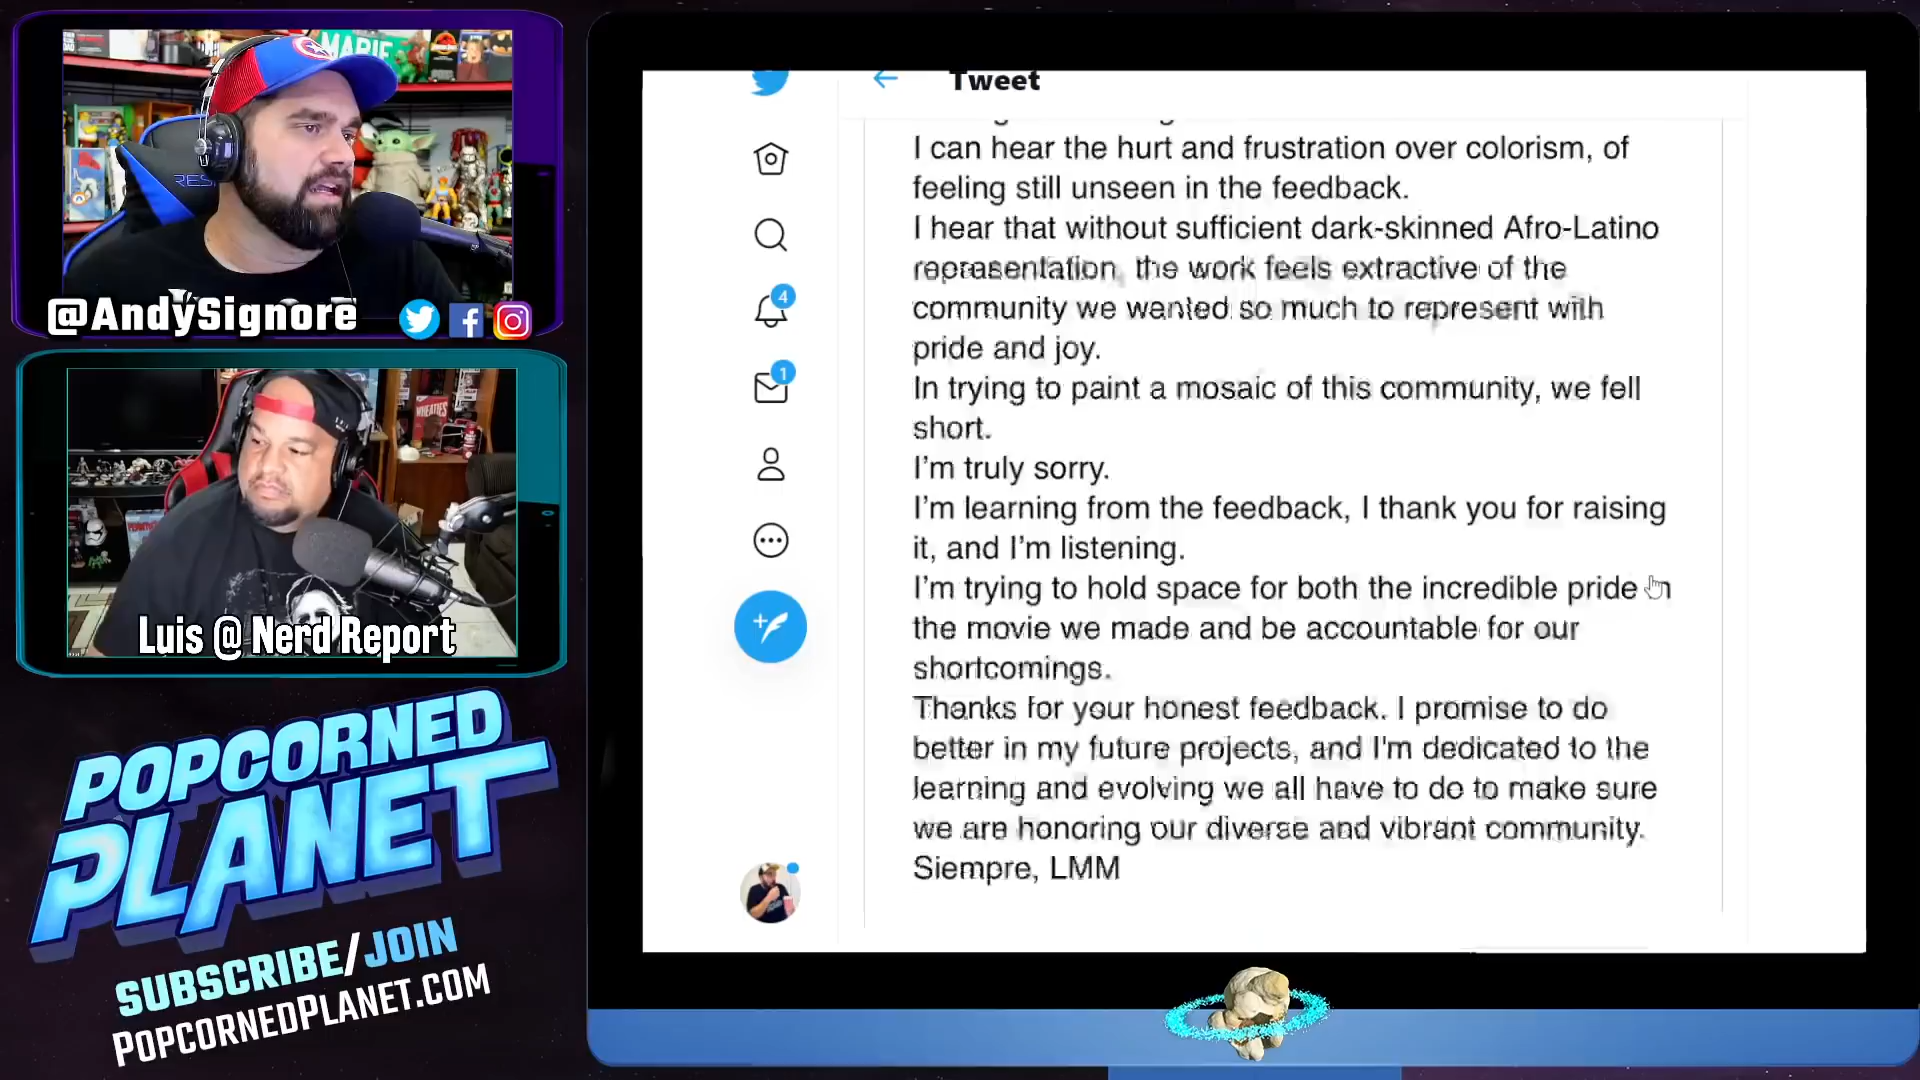 MARIE
RES
WHEATIES
@AndySignore
Luis @ Nerd Report
POPCORNED
PLANET
SUBSCRIBE/JOIN
POPCORNEDPLANET.COM
Tweet
4
1
I can hear the hurt and frustration over colorism, of
feeling still unseen in the feedback.
I hear that without sufficient dark-skinned Afro-Latino
representation, the work feels extractive of the
community we wanted so much to represent with
pride and joy.
In trying to paint a mosaic of this community, we fell
short.
I'm truly sorry.
I'm learning from the feedback, I thank you for raising
it, and I'm listening.
I'm trying to hold space for both the incredible pride in
the movie we made and be accountable for our
shortcomings.
Thanks for your honest feedback. I promise to do
better in my future projects, and I'm dedicated to the
learning and evolving we all have to do to make sure
we are honoring our diverse and vibrant community.
Siempre, LMM